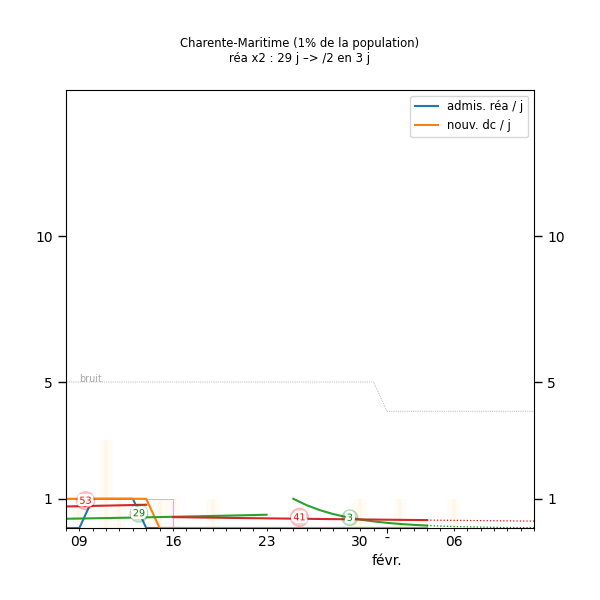 Charente-Maritime (1% de la population)
réa x2 : 29 j –> /2 en 3 j
admis. réa / j
nouv. dc / j
10 10
bruit
5 5
53
29
41
3
1 1
09 16 23 30 - 06
févr.